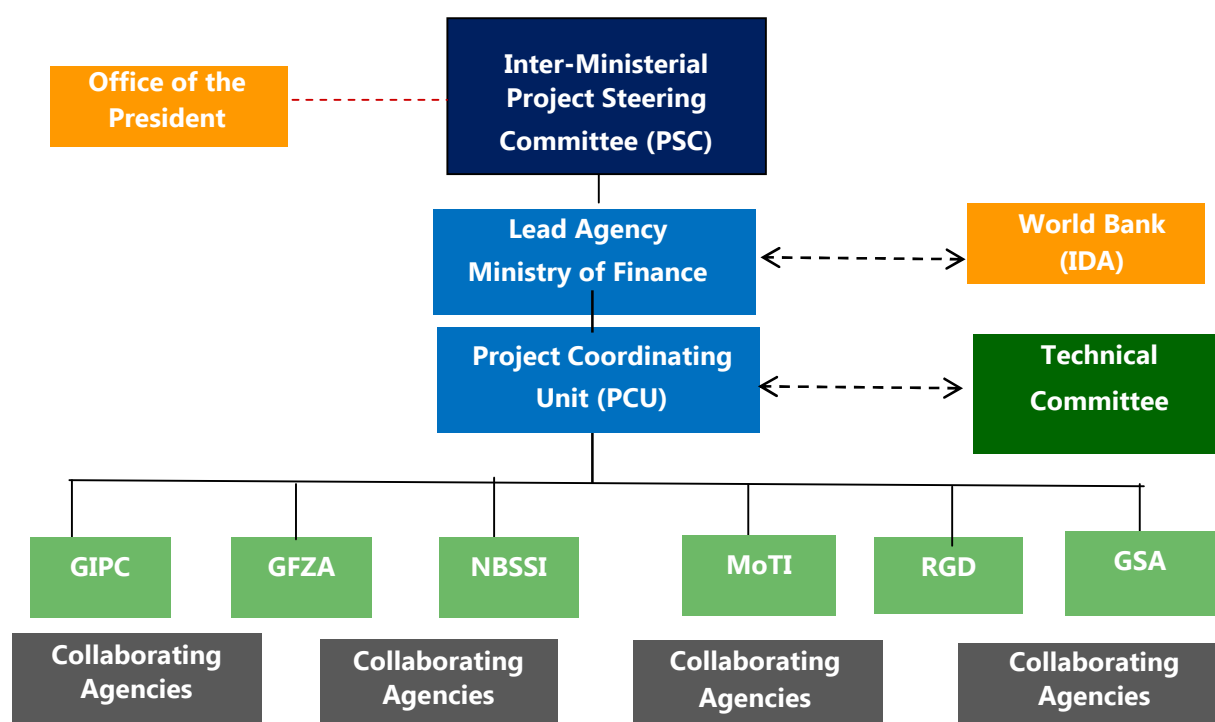 Office of the
President
Inter-Ministerial
Project Steering
Committee (PSC)
Lead Agency
Ministry of Finance
World Bank
(IDA)
Project Coordinating
Unit (PCU)
Technical
Committee
GIPC
GFZA
NBSSI
MoTI
RGD
GSA
Collaborating
Agencies
Collaborating
Agencies
Collaborating
Agencies
Collaborating
Agencies